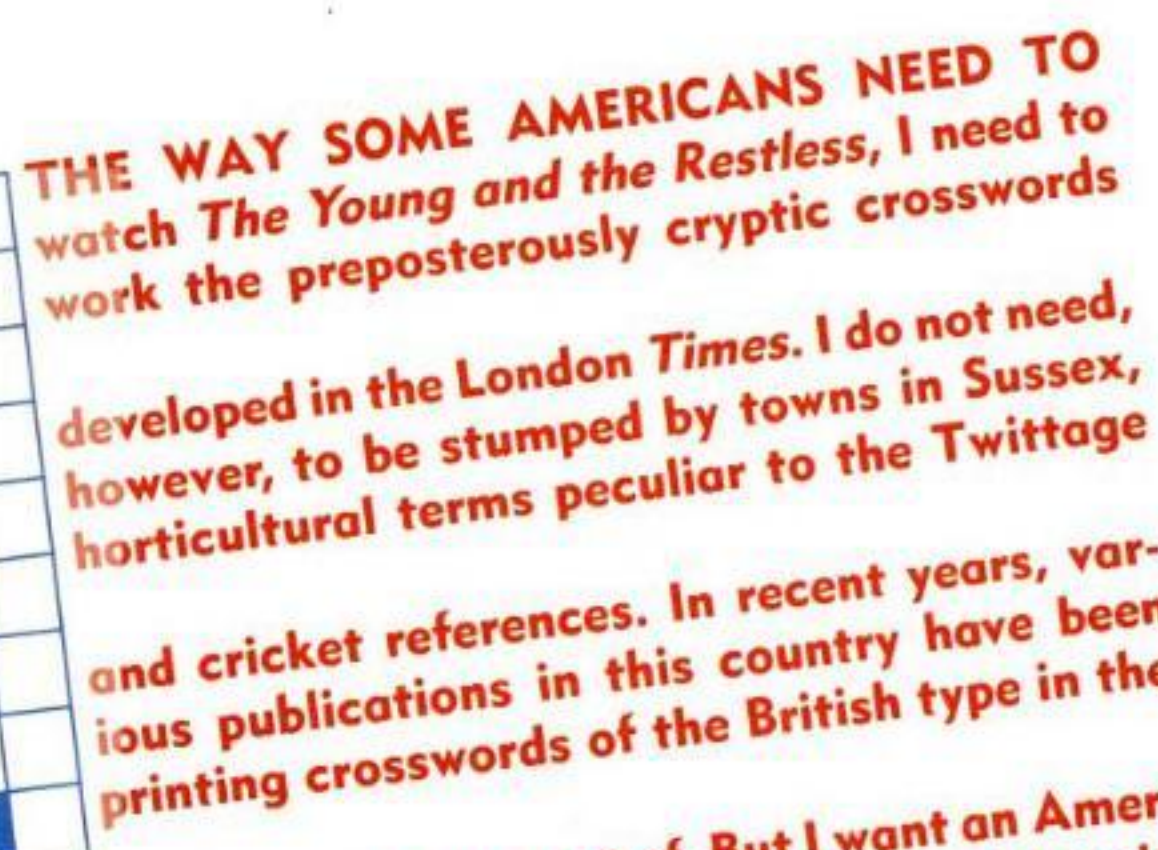 THE WAY SOME AMERICANS NEED TO
watch The Young and the Restless, I need to
work the preposterously cryptic crosswords
developed in the London Times. I do not need,
however, to be stumped by towns in Sussex,
horticultural terms peculiar to the Twittage
and cricket references. In recent years, var-
ious publications in this country have been
printing crosswords of the British type in the
But I want an Amer